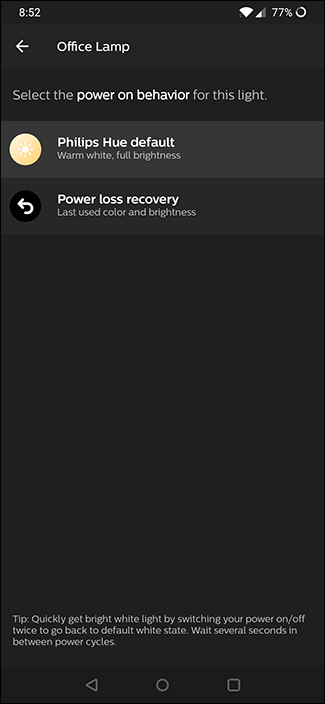 8:52
77%
Office Lamp
Select the power on behavior for this light.
Philips Hue default
Warm white, full brightness
Power loss recovery
Last used color and brightness
Tip: Quickly get bright white light by switching your power on/off
twice to go back to default white state. Wait several seconds in
between power cycles.